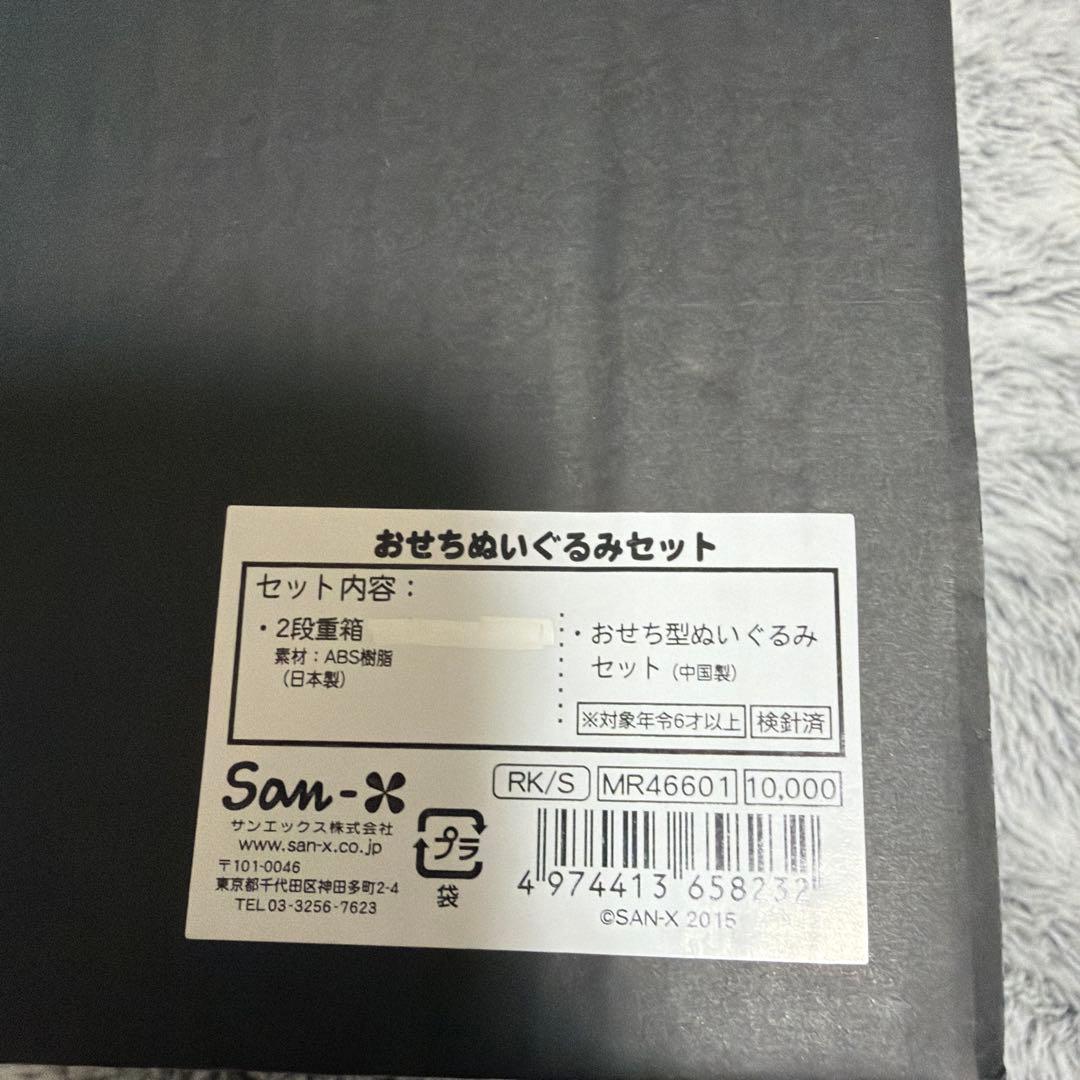 おせちぬいぐるみセット
セット内容：
・2段重箱
素材：ABS樹脂
（日本製）
・おせち型ぬいぐるみ
セット（中国製）
※対象年令6才以上
検針済
San-X
サンエックス株式会社
www.san-x.co.jp
〒101-0046
東京都千代田区神田多町2-4
TEL03-3256-7623
プラ
袋
RK/S
MR46601
10,000
4 974413 658232
©SAN-X 2015